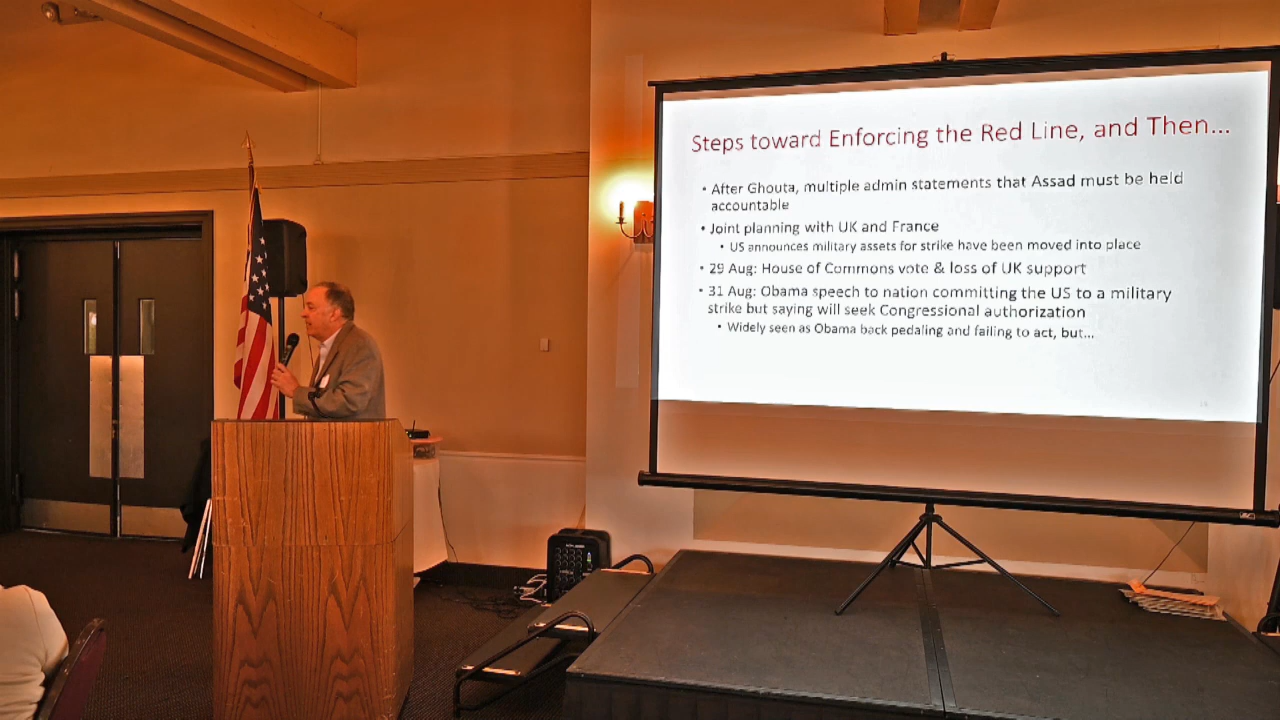 Steps toward Enforcing the Red Line, and Then...
• After Ghouta, multiple admin statements that Assad must be held
accountable
• Joint planning with UK and France
• US announces military assets for strike have been moved into place
• 29 Aug: House of Commons vote & loss of UK support
• 31 Aug: Obama speech to nation committing the US to a military
strike but saying will seek Congressional authorization
• Widely seen as Obama back pedaling and failing to act, but...